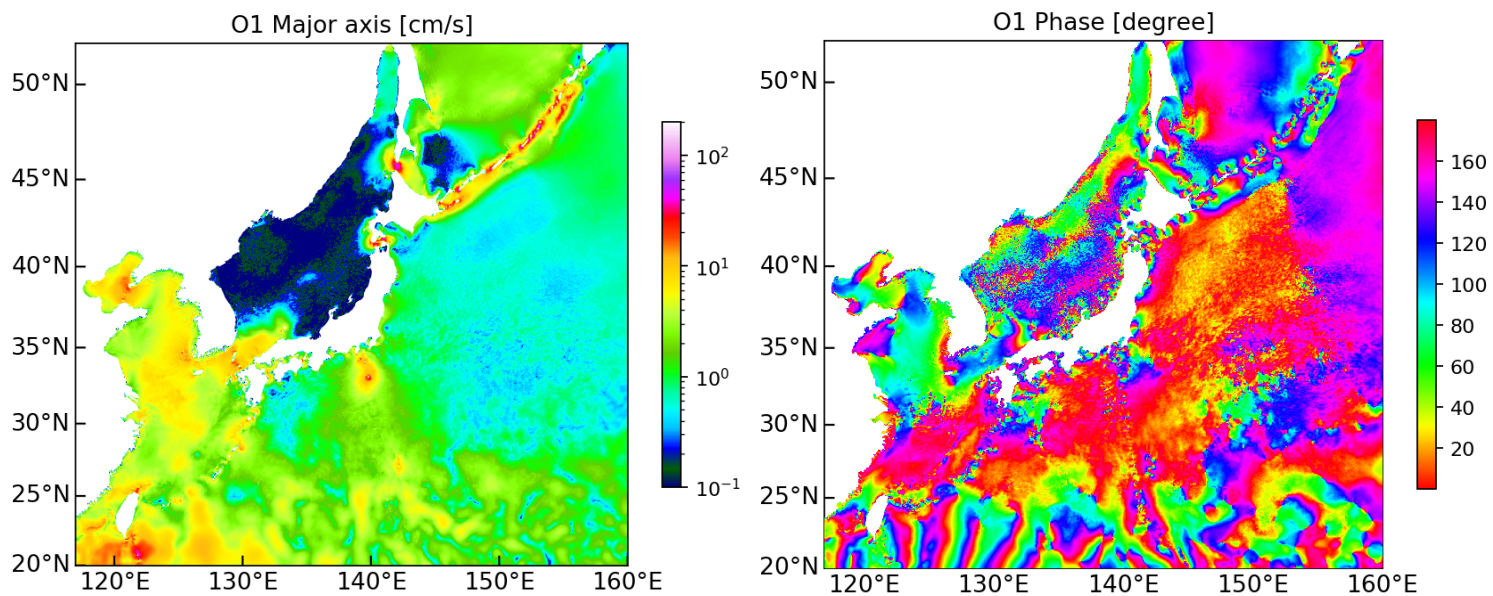 O1 Major axis [cm/s]
50°N
45°N
40°N
35°N
30°N
25°N
20°N
120°E 130°E 140°E 150°E 160°E
10²
10¹
10⁰
10⁻¹
O1 Phase [degree]
50°N
45°N
40°N
35°N
30°N
25°N
20°N
120°E 130°E 140°E 150°E 160°E
160
140
120
100
80
60
40
20